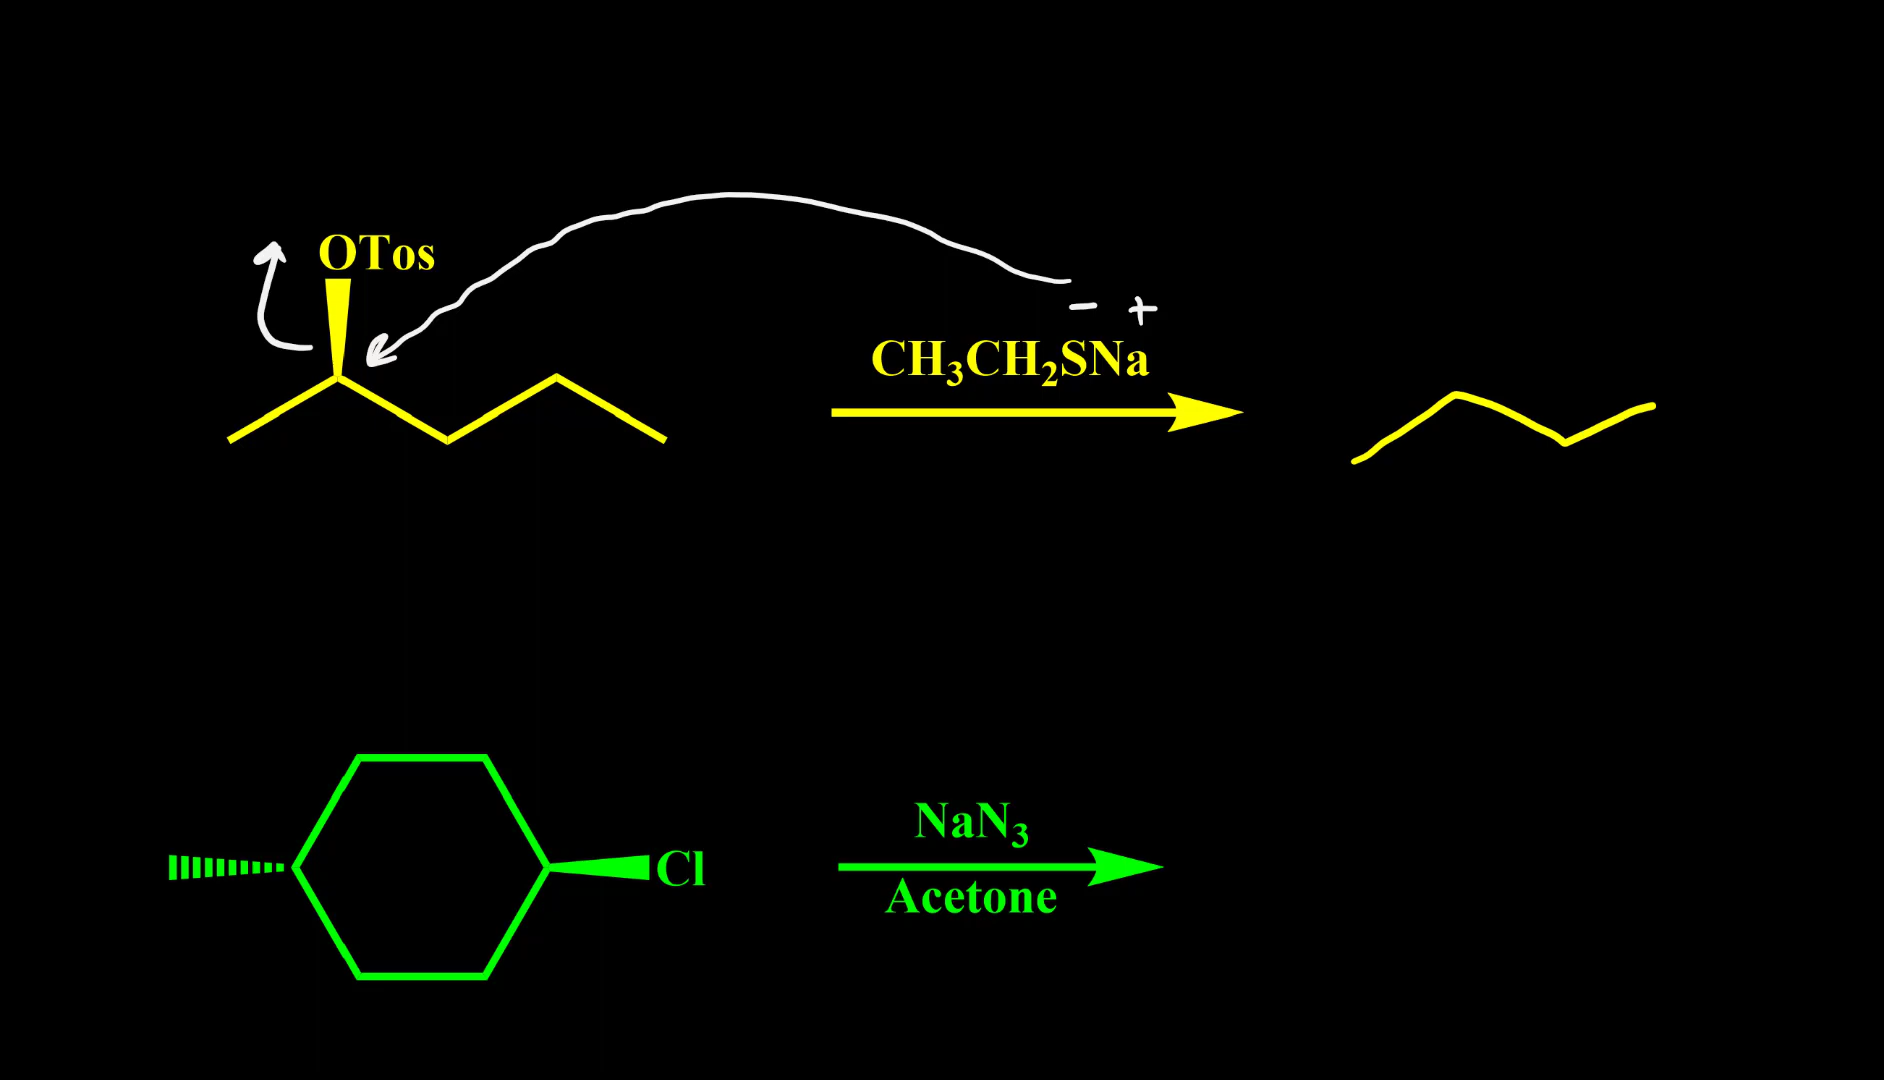 OTos
− +
CH₃CH₂SNa
NaN₃
Cl
Acetone